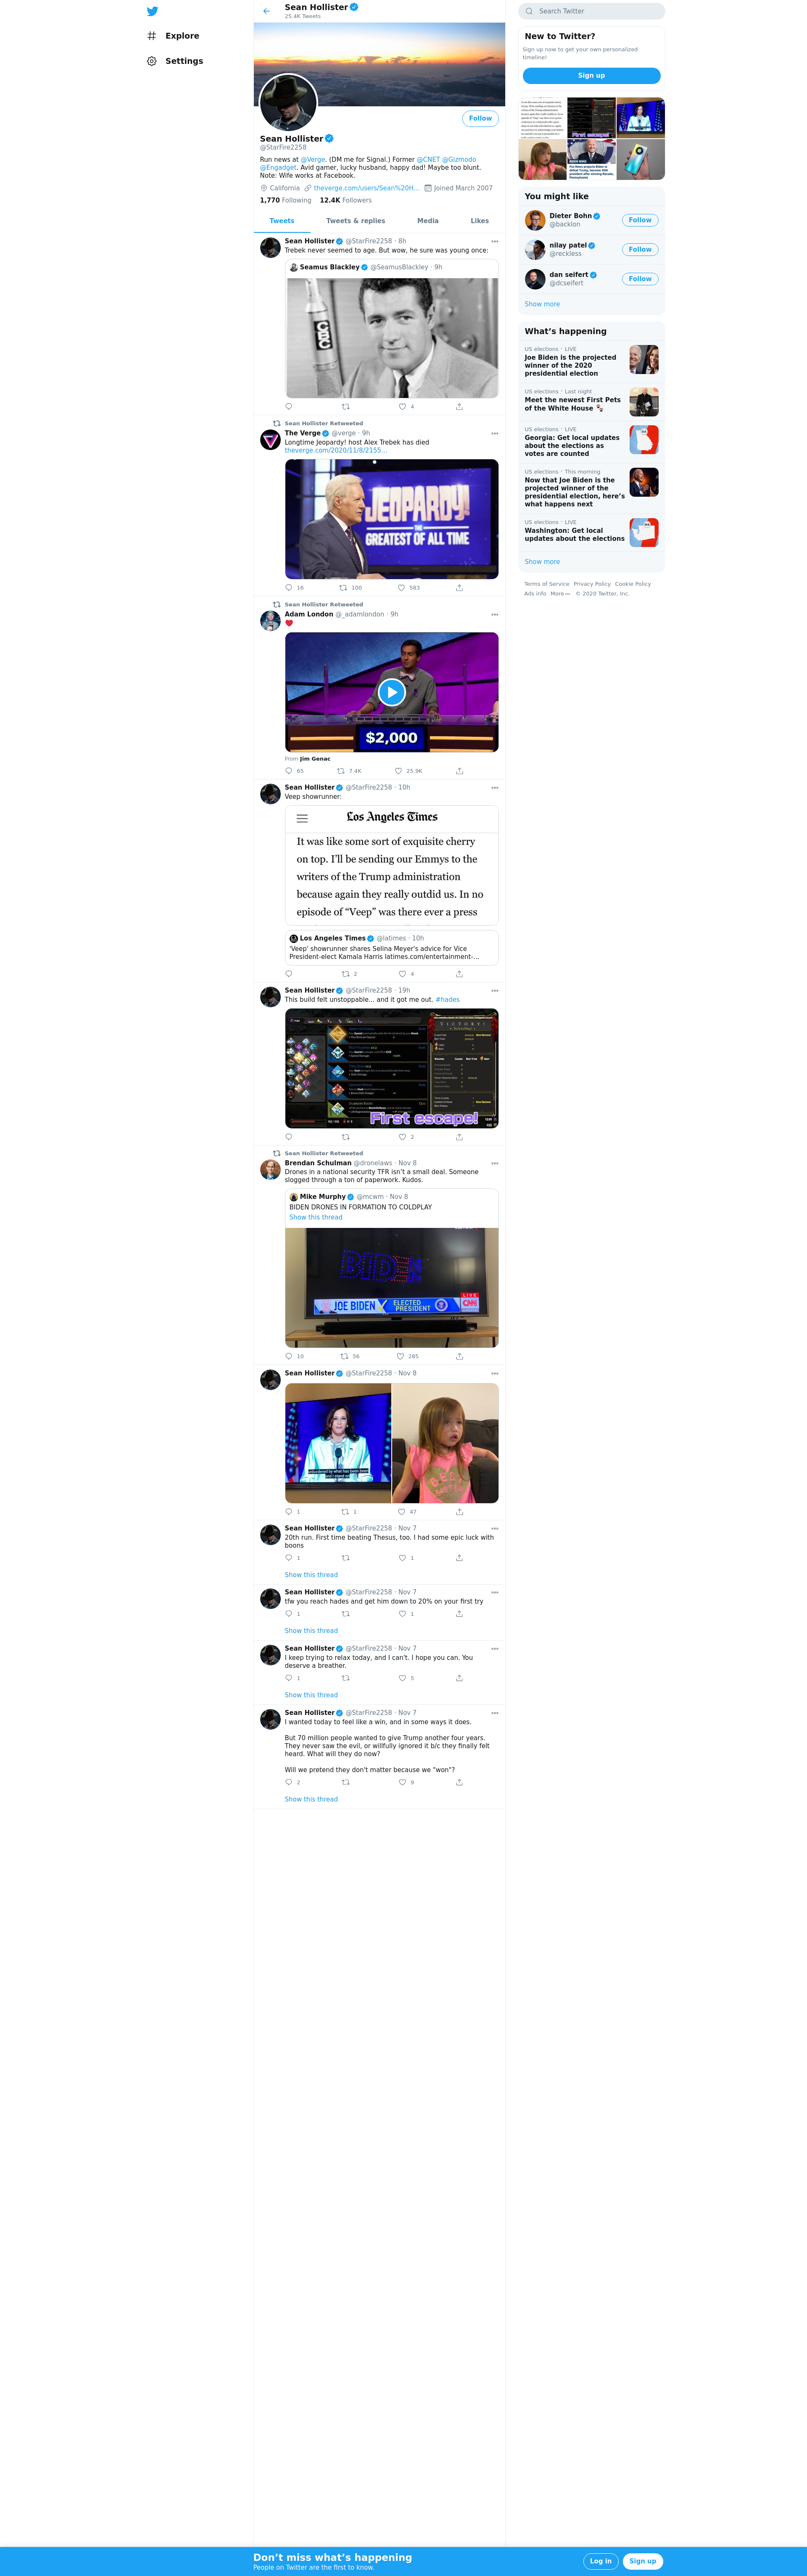 Explore
Settings
Sean Hollister
25.4K Tweets
Follow
Sean Hollister
@StarFire2258
Run news at @Verge. (DM me for Signal.) Former @CNET @Gizmodo
@Engadget. Avid gamer, lucky husband, happy dad! Maybe too blunt.
Note: Wife works at Facebook.
California theverge.com/users/Sean%20H... Joined March 2007
1,770 Following 12.4K Followers
Tweets Tweets & replies Media Likes
Sean Hollister @StarFire2258 · 8h
Trebek never seemed to age. But wow, he sure was young once:
Seamus Blackley @SeamusBlackley · 9h
CBC
4
Sean Hollister Retweeted
The Verge @verge · 9h
Longtime Jeopardy! host Alex Trebek has died
theverge.com/2020/11/8/2155...
JEOPARDY!
THE
GREATEST OF ALL TIME
16 100 583
Sean Hollister Retweeted
Adam London @_adamlondon · 9h
❤️
$2,000
From Jim Genac
65 7.4K 25.9K
Sean Hollister @StarFire2258 · 10h
Veep showrunner:
Los Angeles Times
It was like some sort of exquisite cherry
on top. I'll be sending our Emmys to the
writers of the Trump administration
because again they really outdid us. In no
episode of "Veep" was there ever a press
Los Angeles Times @latimes · 10h
'Veep' showrunner shares Selina Meyer's advice for Vice
President-elect Kamala Harris latimes.com/entertainment-...
2 4
Sean Hollister @StarFire2258 · 19h
This build felt unstoppable... and it got me out. #hades
VICTORY!
First escape!
2
Sean Hollister Retweeted
Brendan Schulman @dronelaws · Nov 8
Drones in a national security TFR isn't a small deal. Someone
slogged through a ton of paperwork. Kudos.
Mike Murphy @mcwm · Nov 8
BIDEN DRONES IN FORMATION TO COLDPLAY
Show this thread
BIDEN
LIVE
CNN
JOE BIDEN ELECTED
PRESIDENT
10 56 285
Sean Hollister @StarFire2258 · Nov 8
unburdened by what has been
1 1 47
Sean Hollister @StarFire2258 · Nov 7
20th run. First time beating Thesus, too. I had some epic luck with
boons
1 1
Show this thread
Sean Hollister @StarFire2258 · Nov 7
tfw you reach hades and get him down to 20% on your first try
1 1
Show this thread
Sean Hollister @StarFire2258 · Nov 7
I keep trying to relax today, and I can't. I hope you can. You
deserve a breather.
1 5
Show this thread
Sean Hollister @StarFire2258 · Nov 7
I wanted today to feel like a win, and in some ways it does.
But 70 million people wanted to give Trump another four years.
They never saw the evil, or willfully ignored it b/c they finally felt
heard. What will they do now?
Will we pretend they don't matter because we "won"?
2 9
Show this thread
Search Twitter
New to Twitter?
Sign up now to get your own personalized
timeline!
Sign up
First escape!
You might like
Dieter Bohn
@backlon
Follow
nilay patel
@reckless
Follow
dan seifert
@dcseifert
Follow
Show more
What's happening
US elections · LIVE
Joe Biden is the projected
winner of the 2020
presidential election
US elections · Last night
Meet the newest First Pets
of the White House 🐾
US elections · LIVE
Georgia: Get local updates
about the elections as
votes are counted
US elections · This morning
Now that Joe Biden is the
projected winner of the
presidential election, here's
what happens next
US elections · LIVE
Washington: Get local
updates about the elections
Show more
Terms of Service Privacy Policy Cookie Policy
Ads info More © 2020 Twitter, Inc.
Don't miss what's happening
People on Twitter are the first to know.
Log in
Sign up